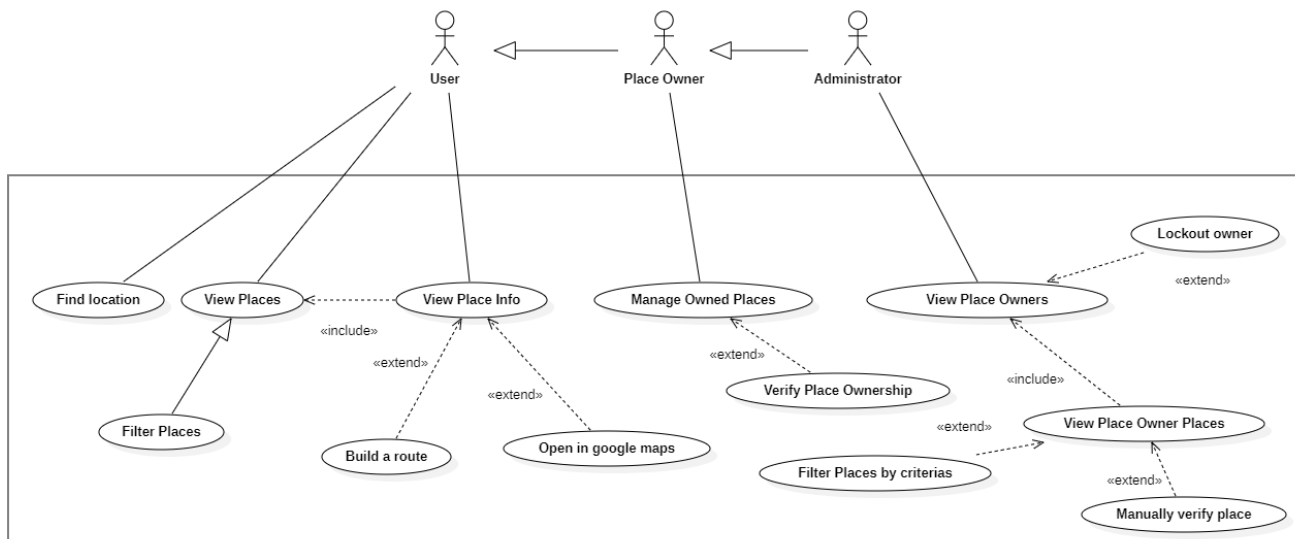 User
Place Owner
Administrator
Lockout owner
«extend»
Find location
View Places
View Place Info
Manage Owned Places
View Place Owners
«include»
«extend»
«extend»
«include»
«extend»
Verify Place Ownership
Filter Places
View Place Owner Places
«extend»
Build a route
Open in google maps
Filter Places by criterias
«extend»
Manually verify place